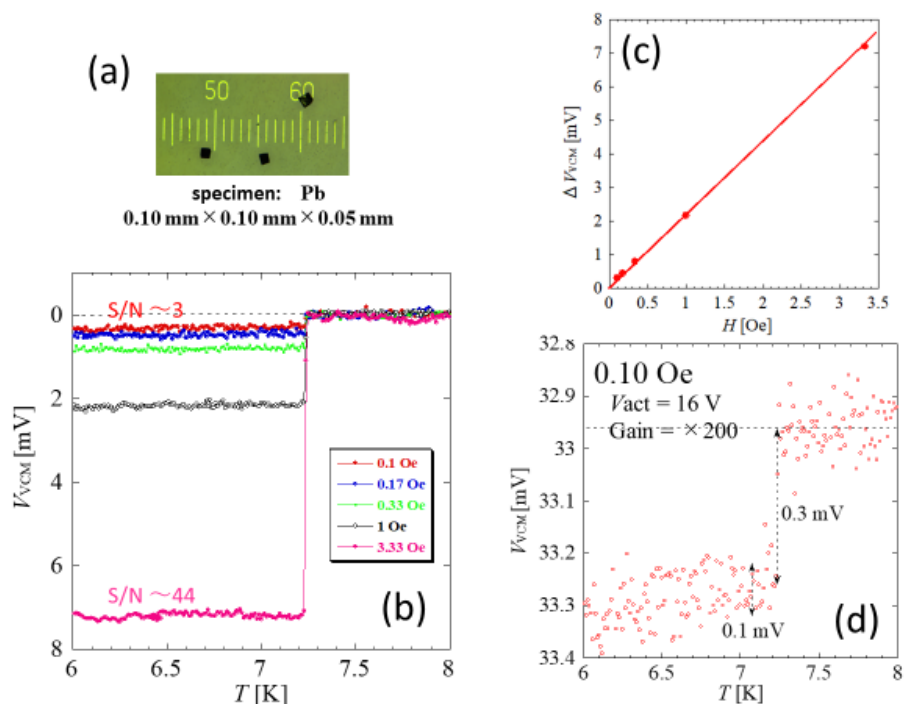 (a)
50
60
specimen: Pb
0.10 mm × 0.10 mm × 0.05 mm
(c)
8
7
6
5
4
3
2
1
0
Δ VVCM [mV]
0
0.5
1.0
1.5
2.0
2.5
3.0
3.5
H [Oe]
S/N ~3
0
2
4
6
8
VVCM [mV]
0.1 Oe
0.17 Oe
0.33 Oe
1 Oe
3.33 Oe
S/N ~44
(b)
6
6.5
7
7.5
8
T [K]
32.8
32.9
33
33.1
33.2
33.3
33.4
VVCM [mV]
0.10 Oe
Vact = 16 V
Gain = ×200
0.3 mV
0.1 mV
(d)
6
6.5
7
7.5
8
T [K]